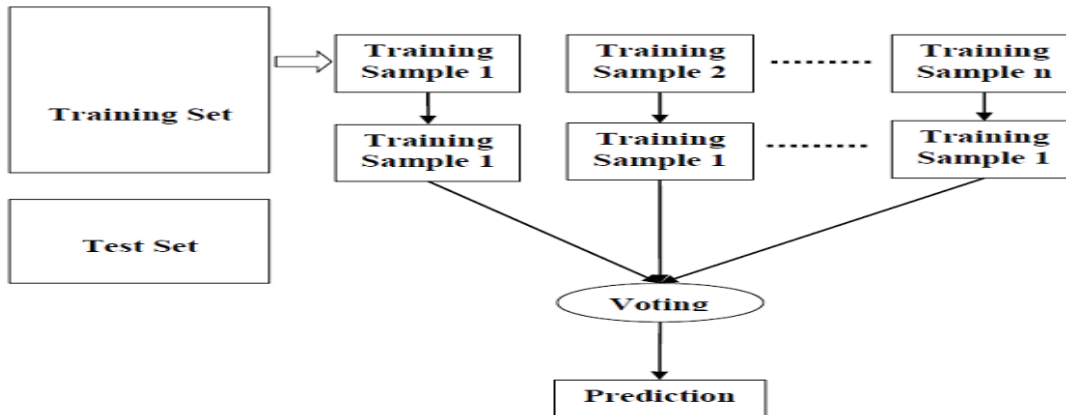 Training Set
Training
Sample 1
Training
Sample 2
Training
Sample n
Training
Sample 1
Training
Sample 1
Training
Sample 1
Test Set
Voting
Prediction